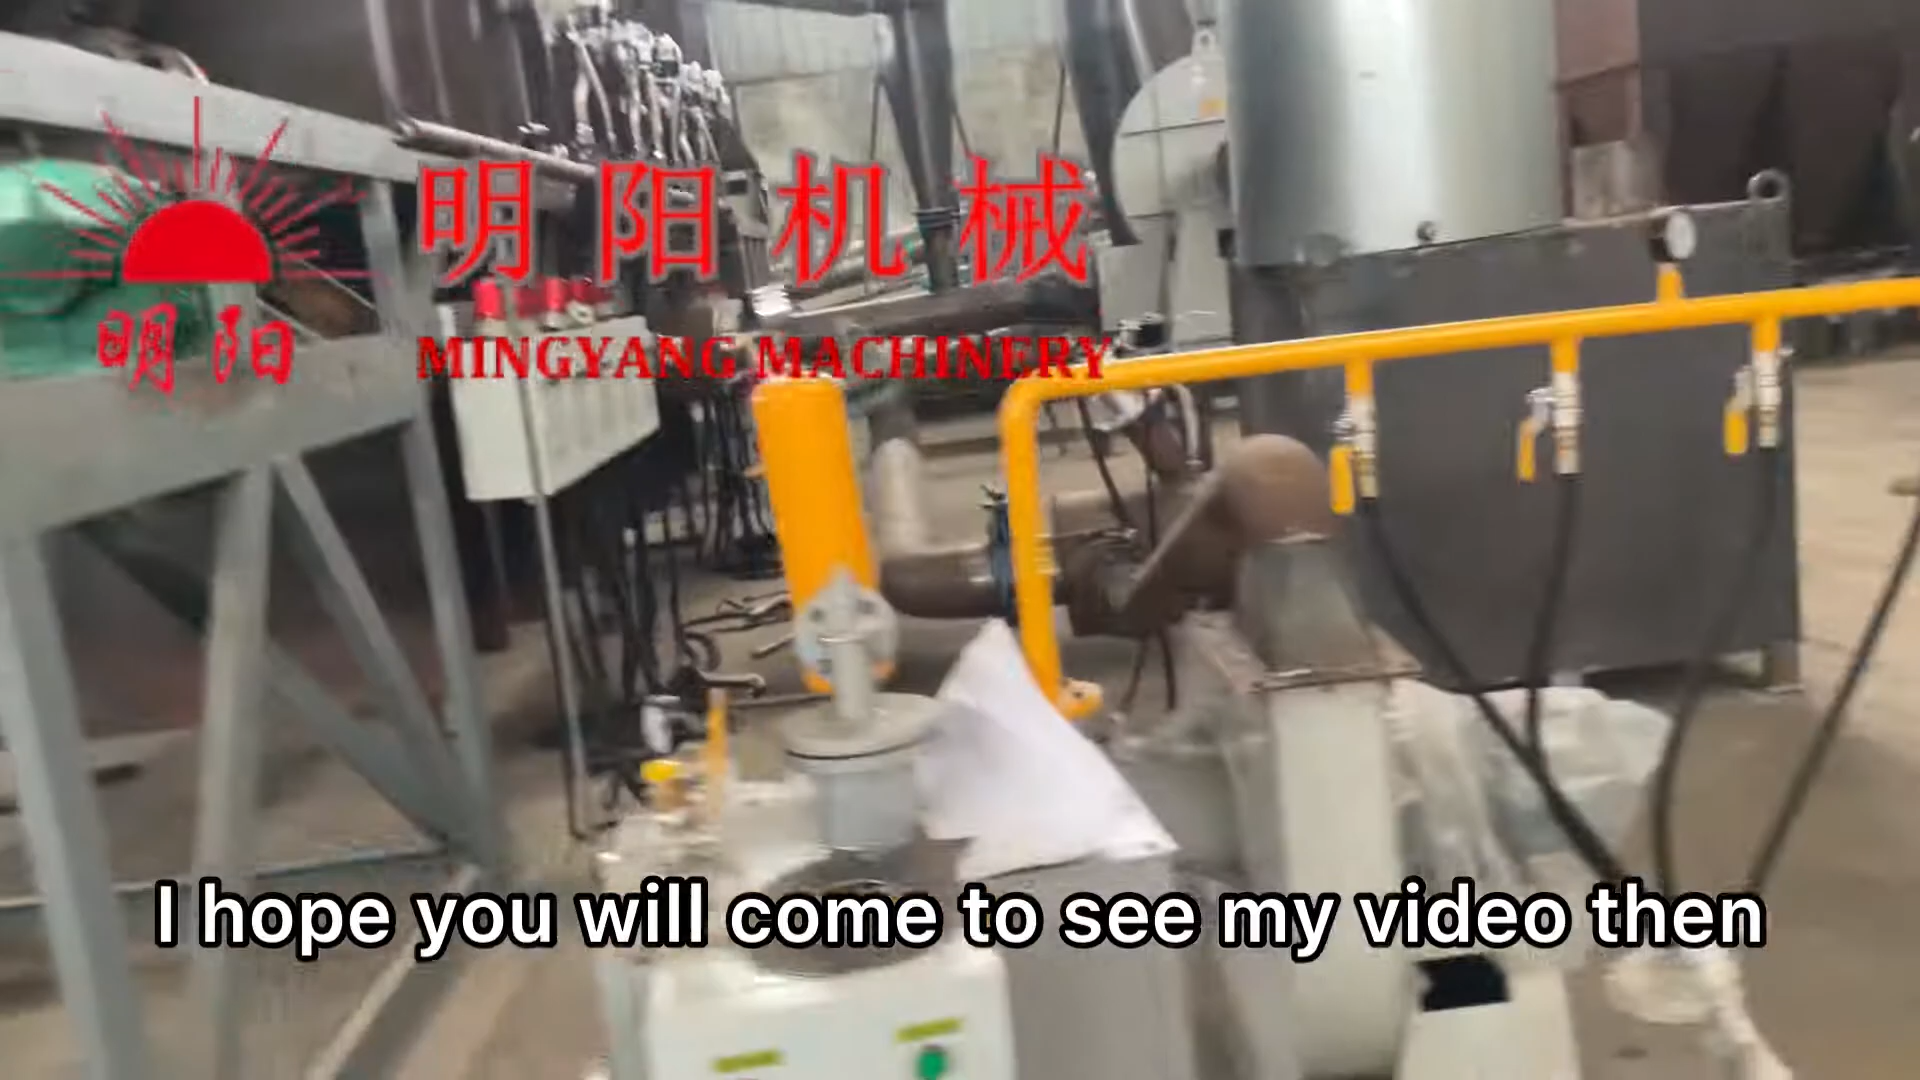 明阳机械
明阳
MINGYANG MACHINERY
I hope you will come to see my video then